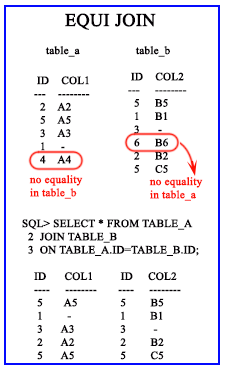 EQUI JOIN
table_a table_b
ID COL1 ID COL2
--- -------- --- --------
2 A2 5 B5
5 A5 1 B1
3 A3 3 -
1 - 6 B6
4 A4 2 B2
5 C5
no equality in table_b
no equality in table_a
SQL> SELECT * FROM TABLE_A
2 JOIN TABLE_B
3 ON TABLE_A.ID=TABLE_B.ID;
ID COL1 ID COL2
---- -------- ---- --------
5 A5 5 B5
1 - 1 B1
3 A3 3 -
2 A2 2 B2
5 A5 5 C5